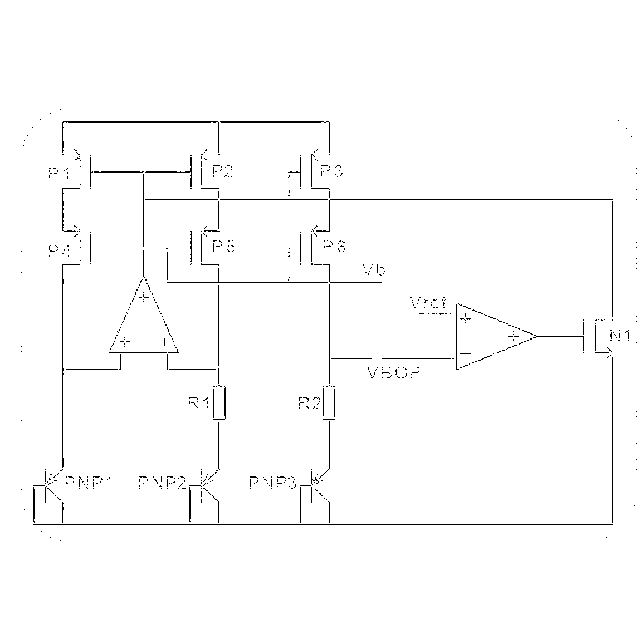 P1 P2 P3
P4 P5 P6
Vb
Vref
N1
VBGP
R1 R2
PNP1 PNP2 PNP3